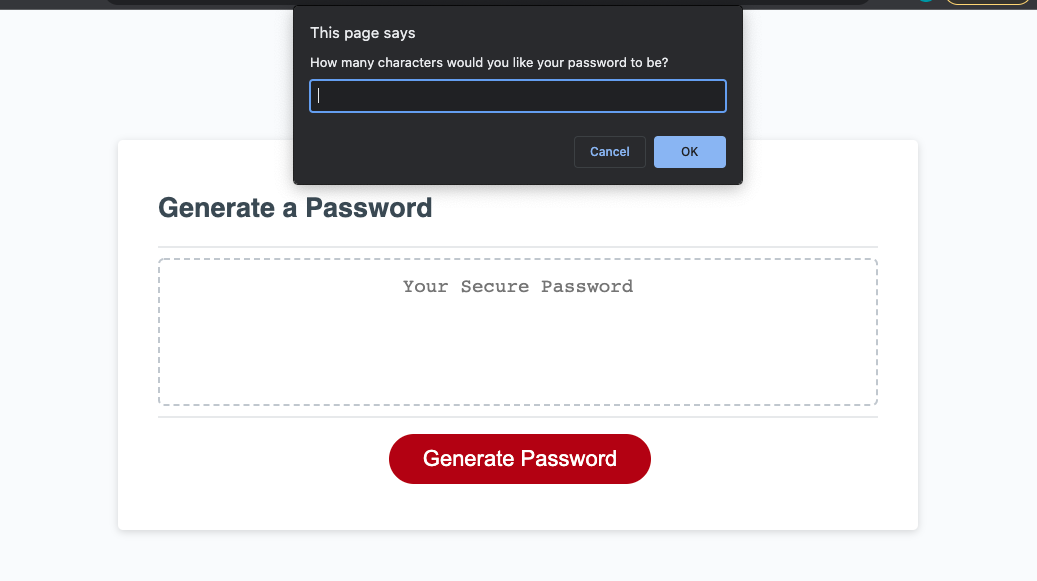 This page says
How many characters would you like your password to be?
Cancel OK
Generate a Password
Your Secure Password
Generate Password